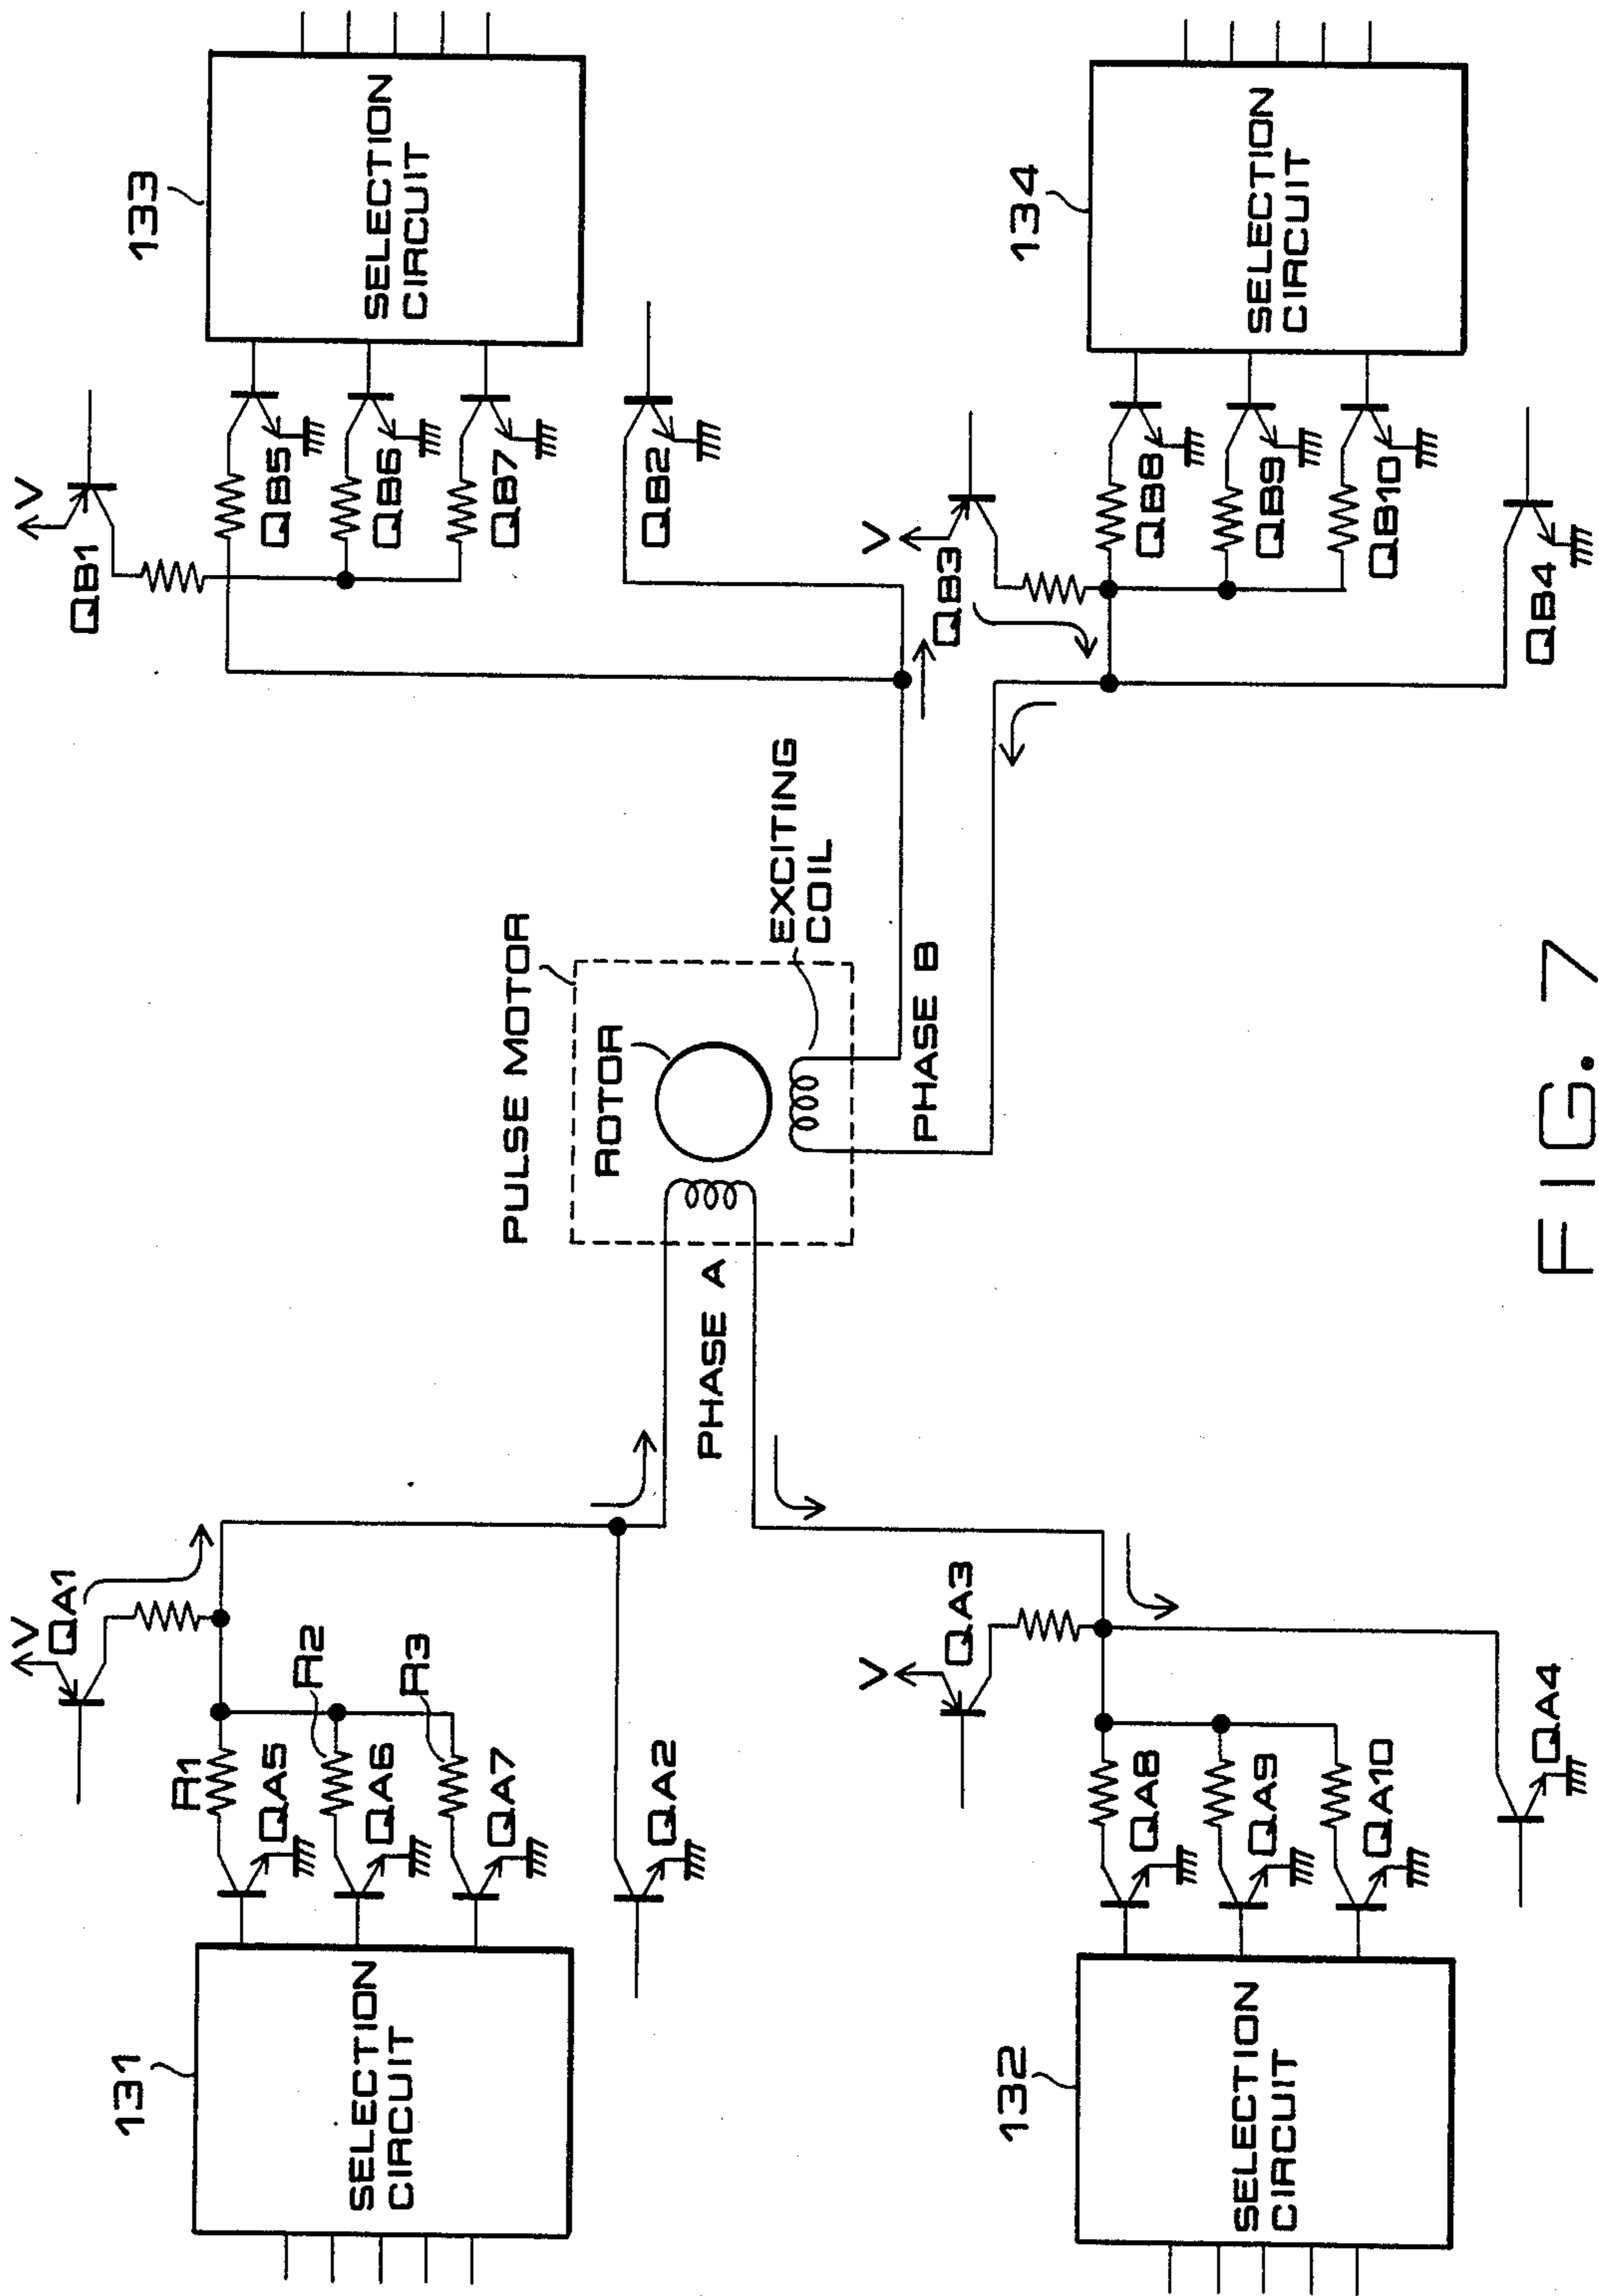 131
SELECTION
CIRCUIT
V
QA1
R1
R2
R3
QA5
QA6
QA7
QA2
132
SELECTION
CIRCUIT
V
QA3
QA8
QA9
QA10
QA4
PULSE MOTOR
ROTOR
EXCITING
COIL
PHASE A
PHASE B
133
SELECTION
CIRCUIT
V
QB1
QB5
QB6
QB7
QB2
134
SELECTION
CIRCUIT
V
QB3
QB8
QB9
QB10
QB4
FIG. 7